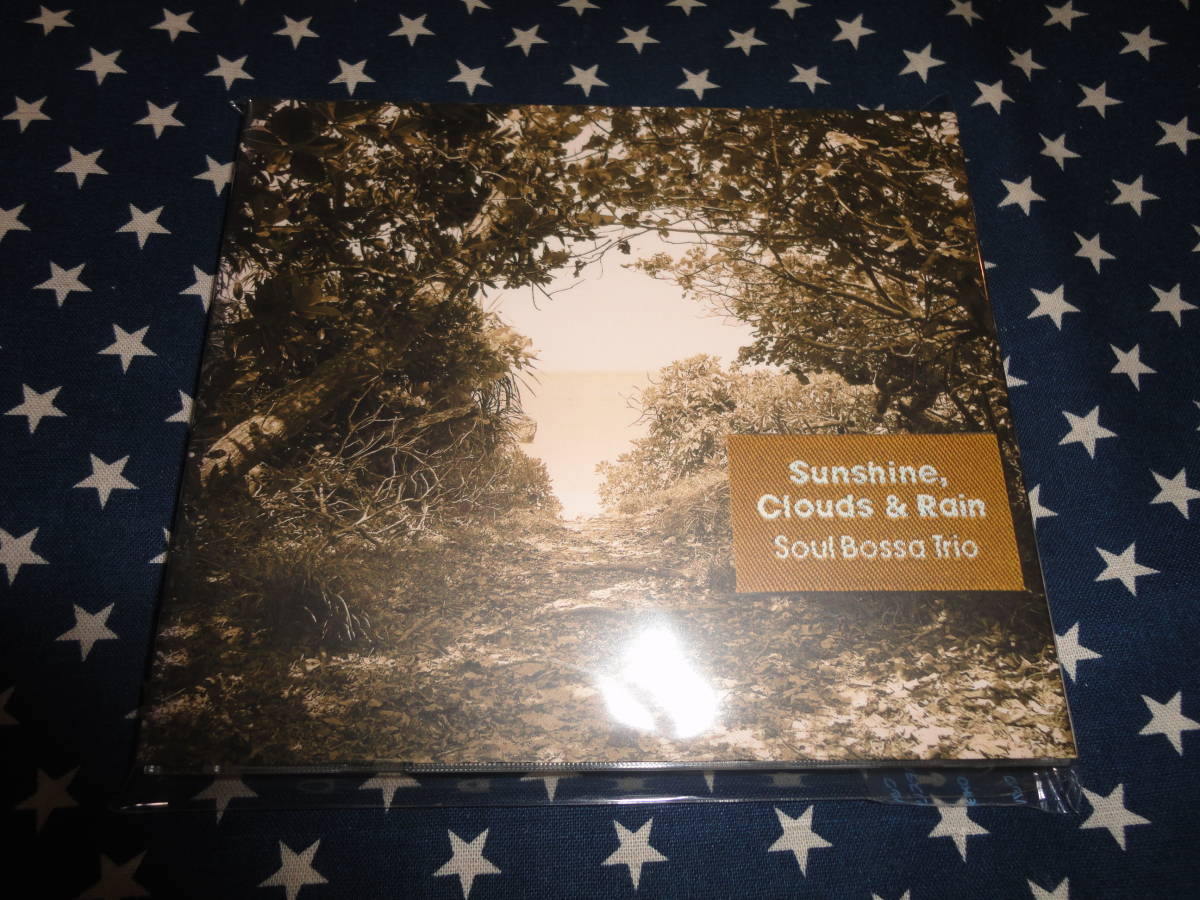 Sunshine,
Clouds & Rain
Soul Bossa Trio